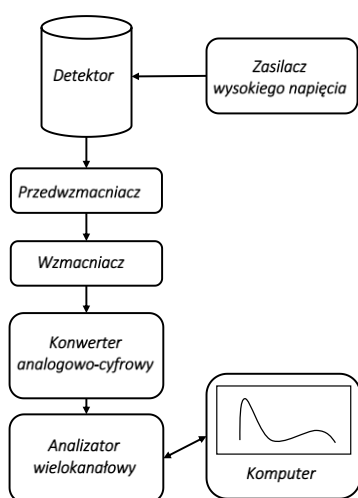 Detektor
Zasilacz
wysokiego napięcia
Przedwzmacniacz
Wzmacniacz
Konwerter
analogowo-cyfrowy
Analizator
wielokanałowy
Komputer